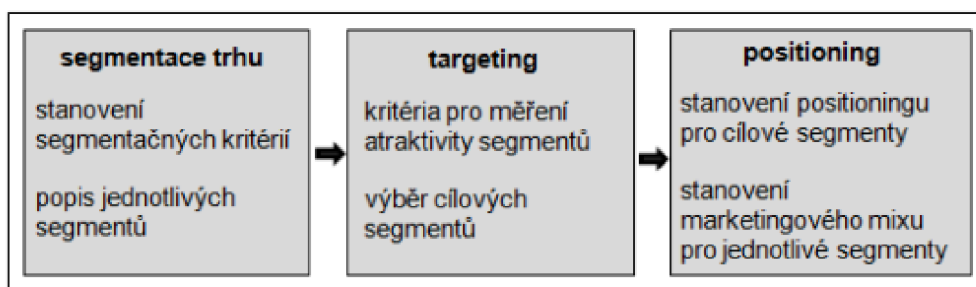 segmentace trhu
stanovení
segmentačných kritérií
popis jednotlivých
segmentů
targeting
kritéria pro měření
atraktivity segmentů
výběr cílových
segmentů
positioning
stanovení positioningu
pro cílové segmenty
stanovení
marketingového mixu
pro jednotlivé segmenty